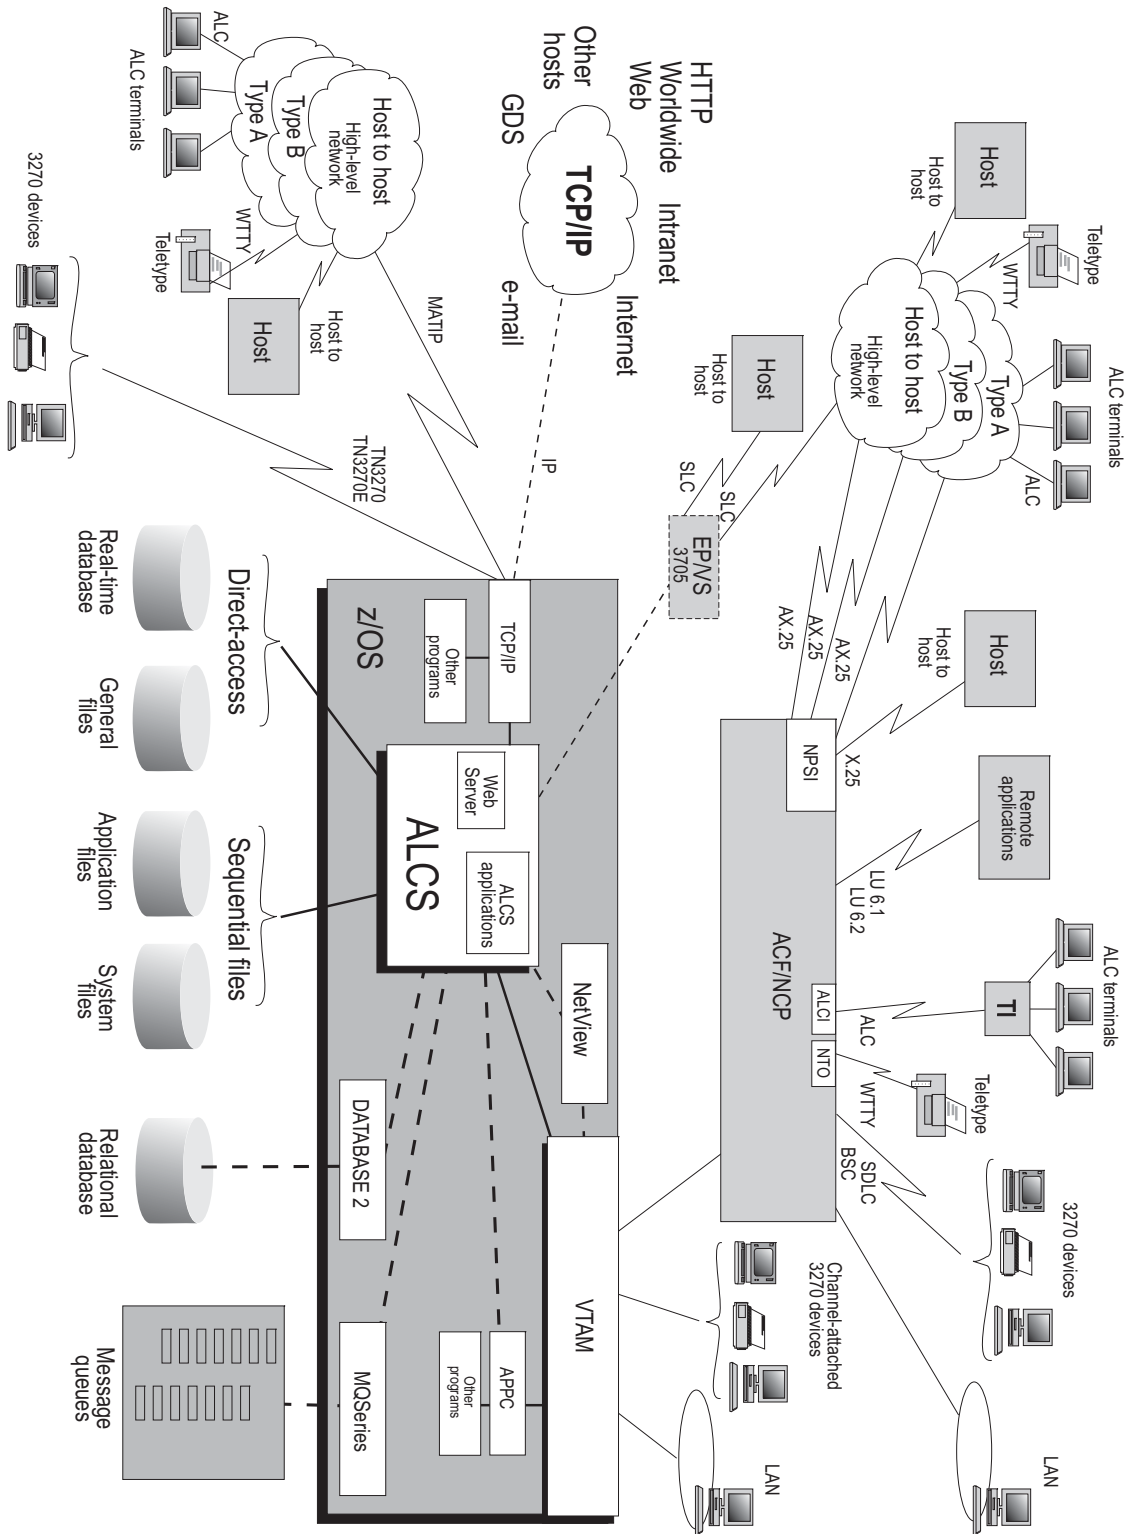 Host
Host to
host
Teletype
WTTY
ALC terminals
ALC
Type A
Type B
Host to host
High-level
network
Host
Host to
host
SLC
SLC
EP/VS
3705
AX.25
AX.25
AX.25
Host
Host to
host
X.25
NPSI
Remote
applications
LU 6.1
LU 6.2
ACF/NCP
ALC terminals
TI
ALC
ALCI
NTO
Teletype
WTTY
3270 devices
SDLC
BSC
LAN
Channel-attached
3270 devices
LAN
HTTP
Worldwide
Web
Intranet
Internet
Other
hosts
TCP/IP
GDS
e-mail
IP
ALC
ALC terminals
Host to host
High-level
network
Type B
Type A
WTTY
Teletype
Host to
host
Host
MATIP
3270 devices
TN3270
TN3270E
z/OS
TCP/IP
Other
programs
Web
Server
ALCS
applications
ALCS
NetView
VTAM
DATABASE 2
APPC
Other
programs
MQSeries
Direct-access
Sequential files
Real-time
database
General
files
Application
files
System
files
Relational
database
Message
queues